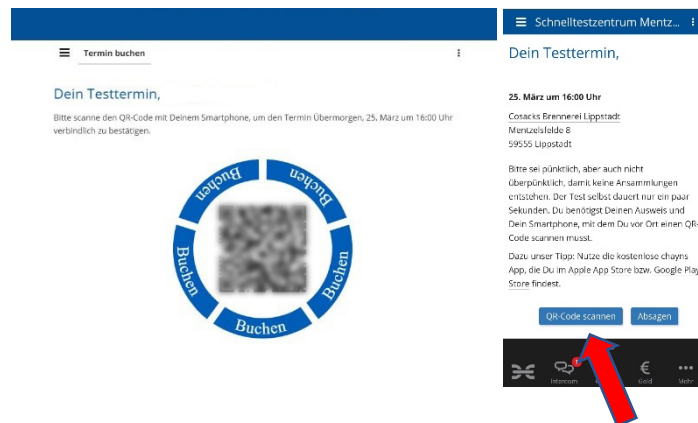 Termin buchen
Dein Testtermin,
Bitte scanne den QR-Code mit Deinem Smartphone, um den Termin Übermorgen, 25. März um 16:00 Uhr
verbindlich zu bestätigen.
Buchen
Buchen
Buchen
Buchen
Buchen
Schnelltestzentrum Mentz...
Dein Testtermin,
25. März um 16:00 Uhr
Cosacks Brennerei Lippstadt
Mentzelsfelde 8
59555 Lippstadt
Bitte sei pünktlich, aber auch nicht
überpünktlich, damit keine Ansammlungen
entstehen. Der Test selbst dauert nur ein paar
Sekunden. Du benötigst Deinen Ausweis und
Dein Smartphone, mit dem Du vor Ort einen QR-
Code scannen musst.
Dazu unser Tipp: Nutze die kostenlose chayns
App, die Du im Apple App Store bzw. Google Play
Store findest.
QR-Code scannen Absagen
Intercom Geld Mehr